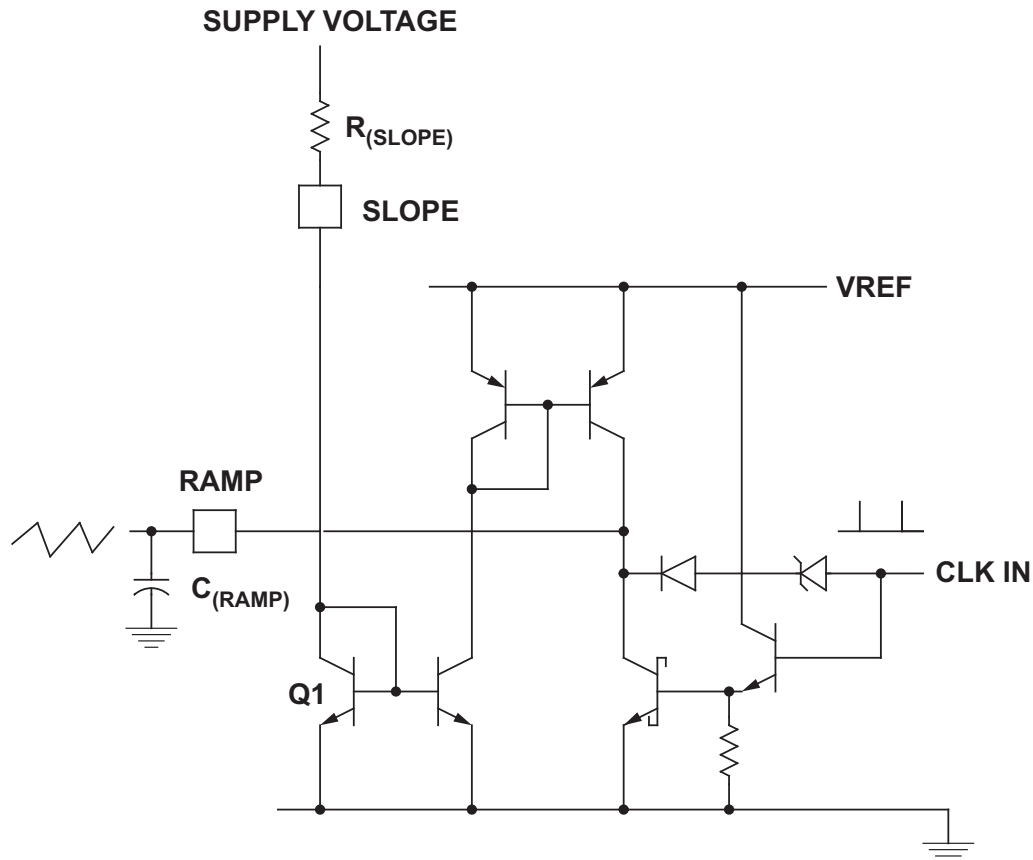 SUPPLY VOLTAGE
R(SLOPE)
SLOPE
VREF
RAMP
CLK IN
C(RAMP)
Q1